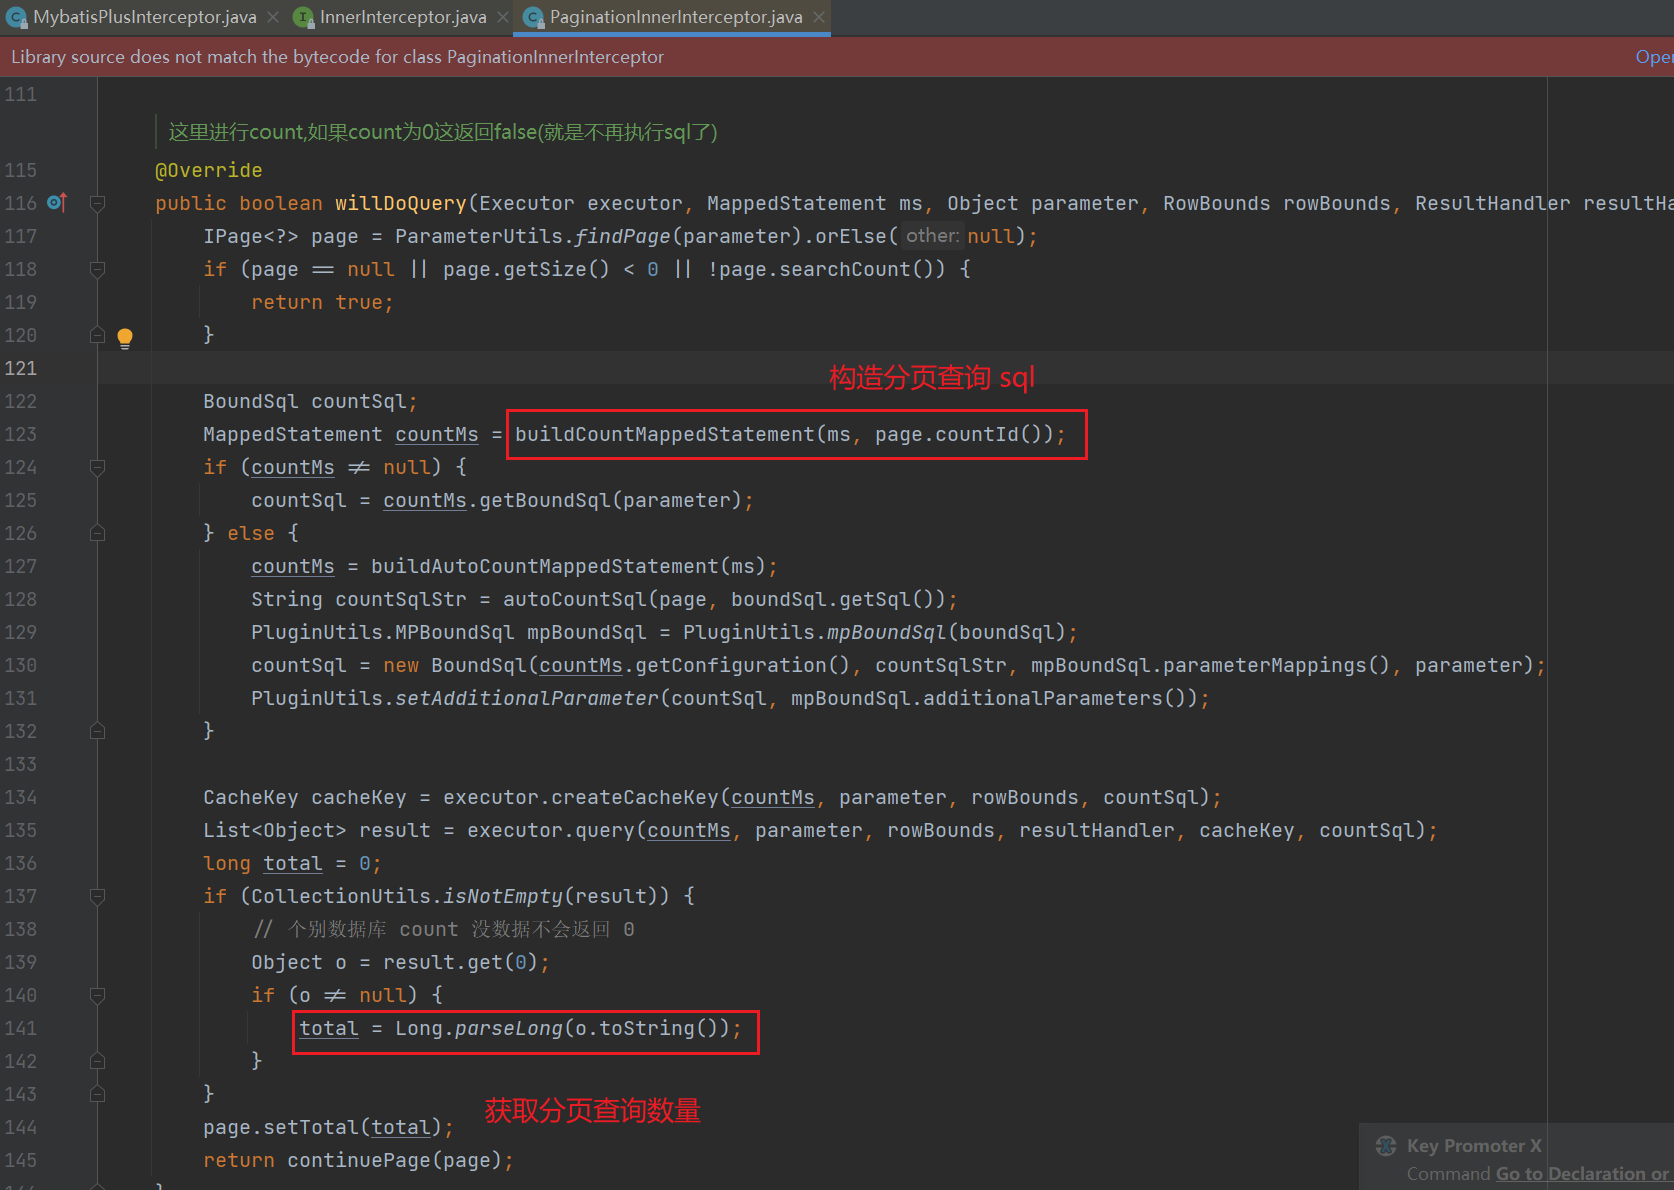 MybatisPlusInterceptor.java InnerInterceptor.java PaginationInnerInterceptor.java
Library source does not match the bytecode for class PaginationInnerInterceptor Oper
111
这里进行count,如果count为0这返回false(就是不再执行sql了)
115 @Override
116 public boolean willDoQuery(Executor executor, MappedStatement ms, Object parameter, RowBounds rowBounds, ResultHandler resultHa
117 IPage<?> page = ParameterUtils.findPage(parameter).orElse( other: null);
118 if (page == null || page.getSize() < 0 || !page.searchCount()) {
119 return true;
120 }
121
构造分页查询 sql
122 BoundSql countSql;
123 MappedStatement countMs = buildCountMappedStatement(ms, page.countId());
124 if (countMs != null) {
125 countSql = countMs.getBoundSql(parameter);
126 } else {
127 countMs = buildAutoCountMappedStatement(ms);
128 String countSqlStr = autoCountSql(page, boundSql.getSql());
129 PluginUtils.MPBoundSql mpBoundSql = PluginUtils.mpBoundSql(boundSql);
130 countSql = new BoundSql(countMs.getConfiguration(), countSqlStr, mpBoundSql.parameterMappings(), parameter);
131 PluginUtils.setAdditionalParameter(countSql, mpBoundSql.additionalParameters());
132 }
133
134 CacheKey cacheKey = executor.createCacheKey(countMs, parameter, rowBounds, countSql);
135 List<Object> result = executor.query(countMs, parameter, rowBounds, resultHandler, cacheKey, countSql);
136 long total = 0;
137 if (CollectionUtils.isNotEmpty(result)) {
138 // 个别数据库 count 没数据不会返回 0
139 Object o = result.get(0);
140 if (o != null) {
141 total = Long.parseLong(o.toString());
142 }
143 }
获取分页查询数量
144 page.setTotal(total);
145 return continuePage(page);
Key Promoter X
Command Go to Declaration or